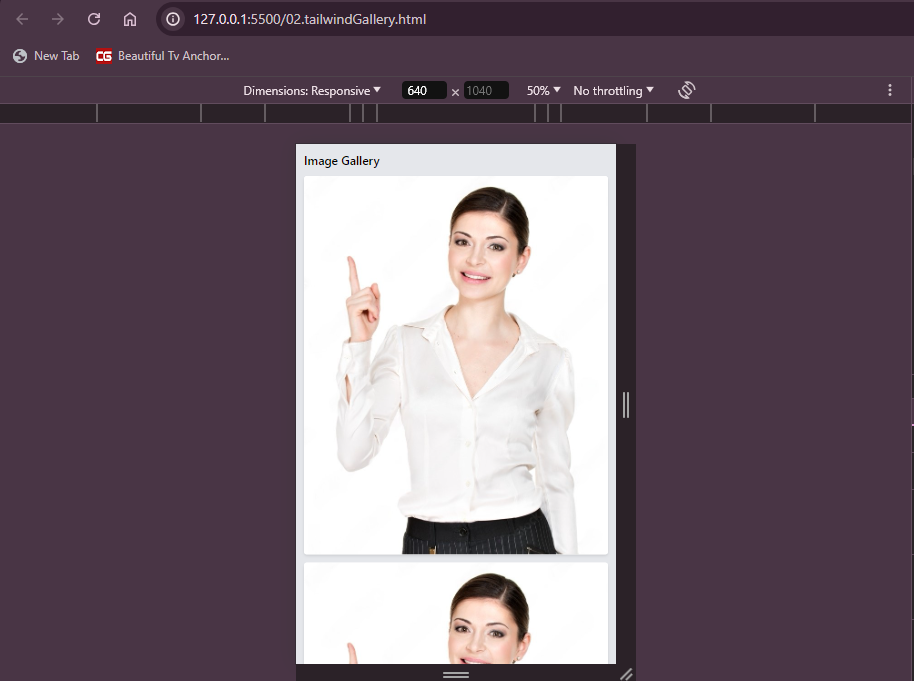 127.0.0.1:5500/02.tailwindGallery.html
New Tab
CG Beautiful Tv Anchor...
Dimensions: Responsive 640 × 1040 50% No throttling
Image Gallery